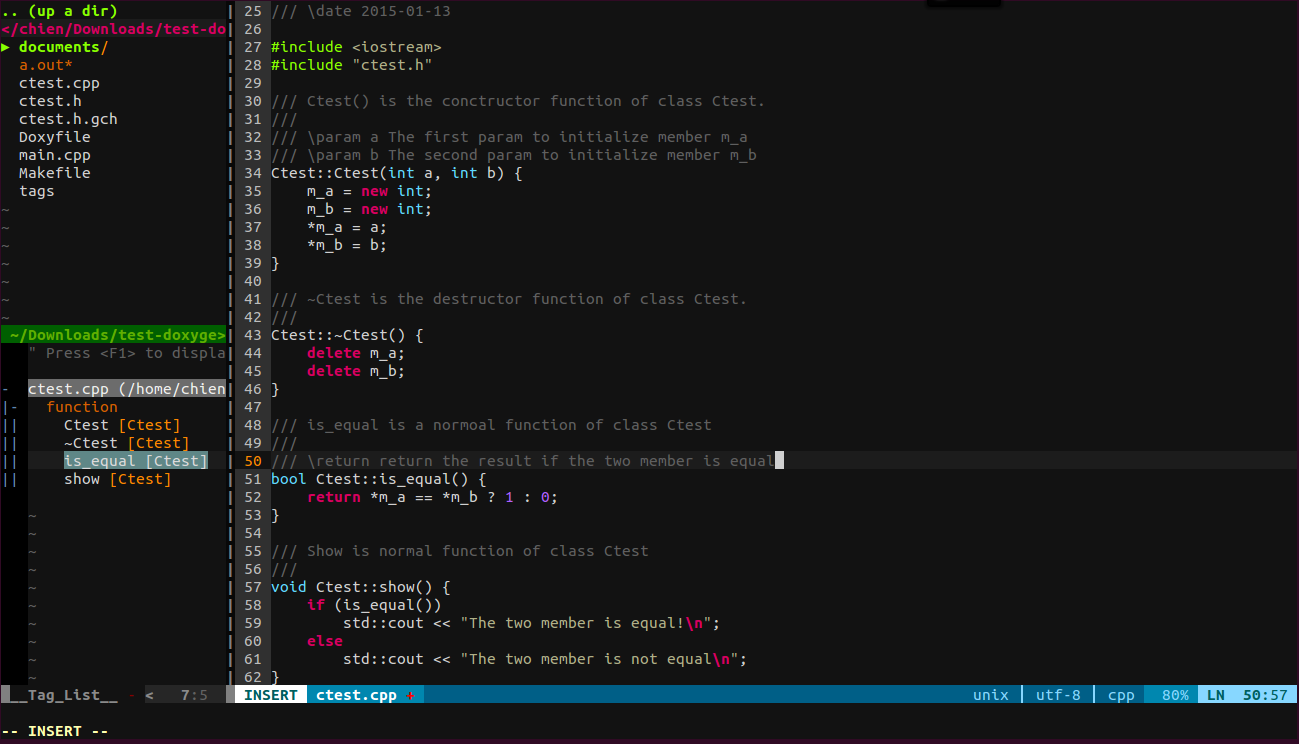 .. (up a dir)
</chien/Downloads/test-do
▶ documents/
a.out*
ctest.cpp
ctest.h
ctest.h.gch
Doxyfile
main.cpp
Makefile
tags
~
~
~
~
~
~
~
~/Downloads/test-doxyge>
" Press <F1> to displa
- ctest.cpp (/home/chien
|- function
|| Ctest [Ctest]
|| ~Ctest [Ctest]
|| is_equal [Ctest]
|| show [Ctest]
~
~
~
~
~
~
~
~
~
~
__Tag_List__ - < 7:5
25 /// \date 2015-01-13
26
27 #include <iostream>
28 #include "ctest.h"
29
30 /// Ctest() is the conctructor function of class Ctest.
31 ///
32 /// \param a The first param to initialize member m_a
33 /// \param b The second param to initialize member m_b
34 Ctest::Ctest(int a, int b) {
35     m_a = new int;
36     m_b = new int;
37     *m_a = a;
38     *m_b = b;
39 }
40
41 /// ~Ctest is the destructor function of class Ctest.
42 ///
43 Ctest::~Ctest() {
44     delete m_a;
45     delete m_b;
46 }
47
48 /// is_equal is a normoal function of class Ctest
49 ///
50 /// \return return the result if the two member is equal
51 bool Ctest::is_equal() {
52     return *m_a == *m_b ? 1 : 0;
53 }
54
55 /// Show is normal function of class Ctest
56 ///
57 void Ctest::show() {
58     if (is_equal())
59         std::cout << "The two member is equal!\n";
60     else
61         std::cout << "The two member is not equal\n";
62 }
INSERT ctest.cpp + unix | utf-8 | cpp 80% LN 50:57
-- INSERT --